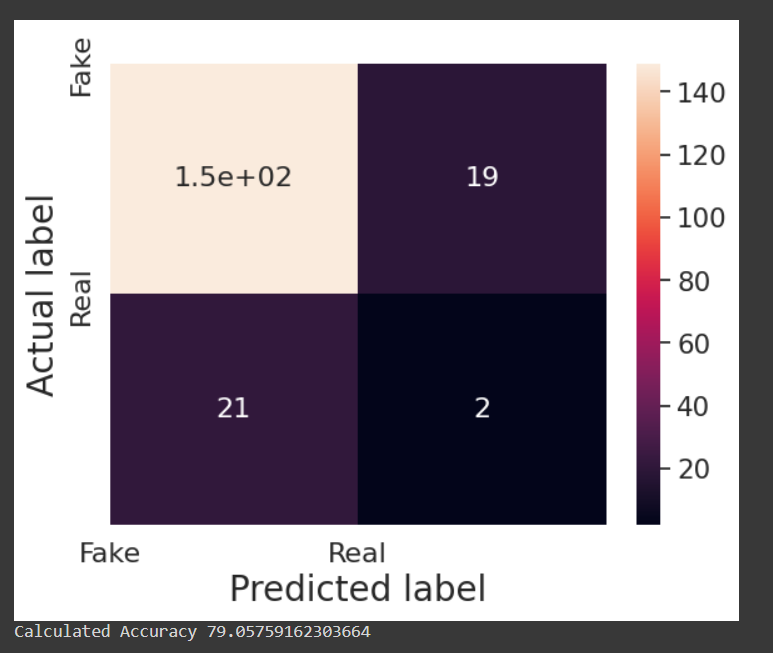 Fake
Real
Actual label
1.5e+02
19
21
2
140
120
100
80
60
40
20
Fake
Real
Predicted label
Calculated Accuracy 79.05759162303664